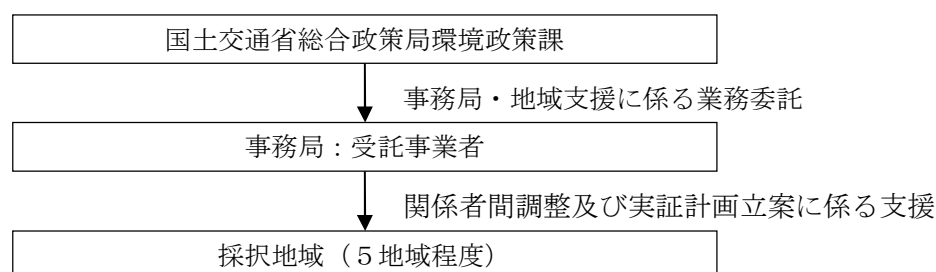 国土交通省総合政策局環境政策課
事務局・地域支援に係る業務委託
事務局：受託事業者
関係者間調整及び実証計画立案に係る支援
採択地域（５地域程度）